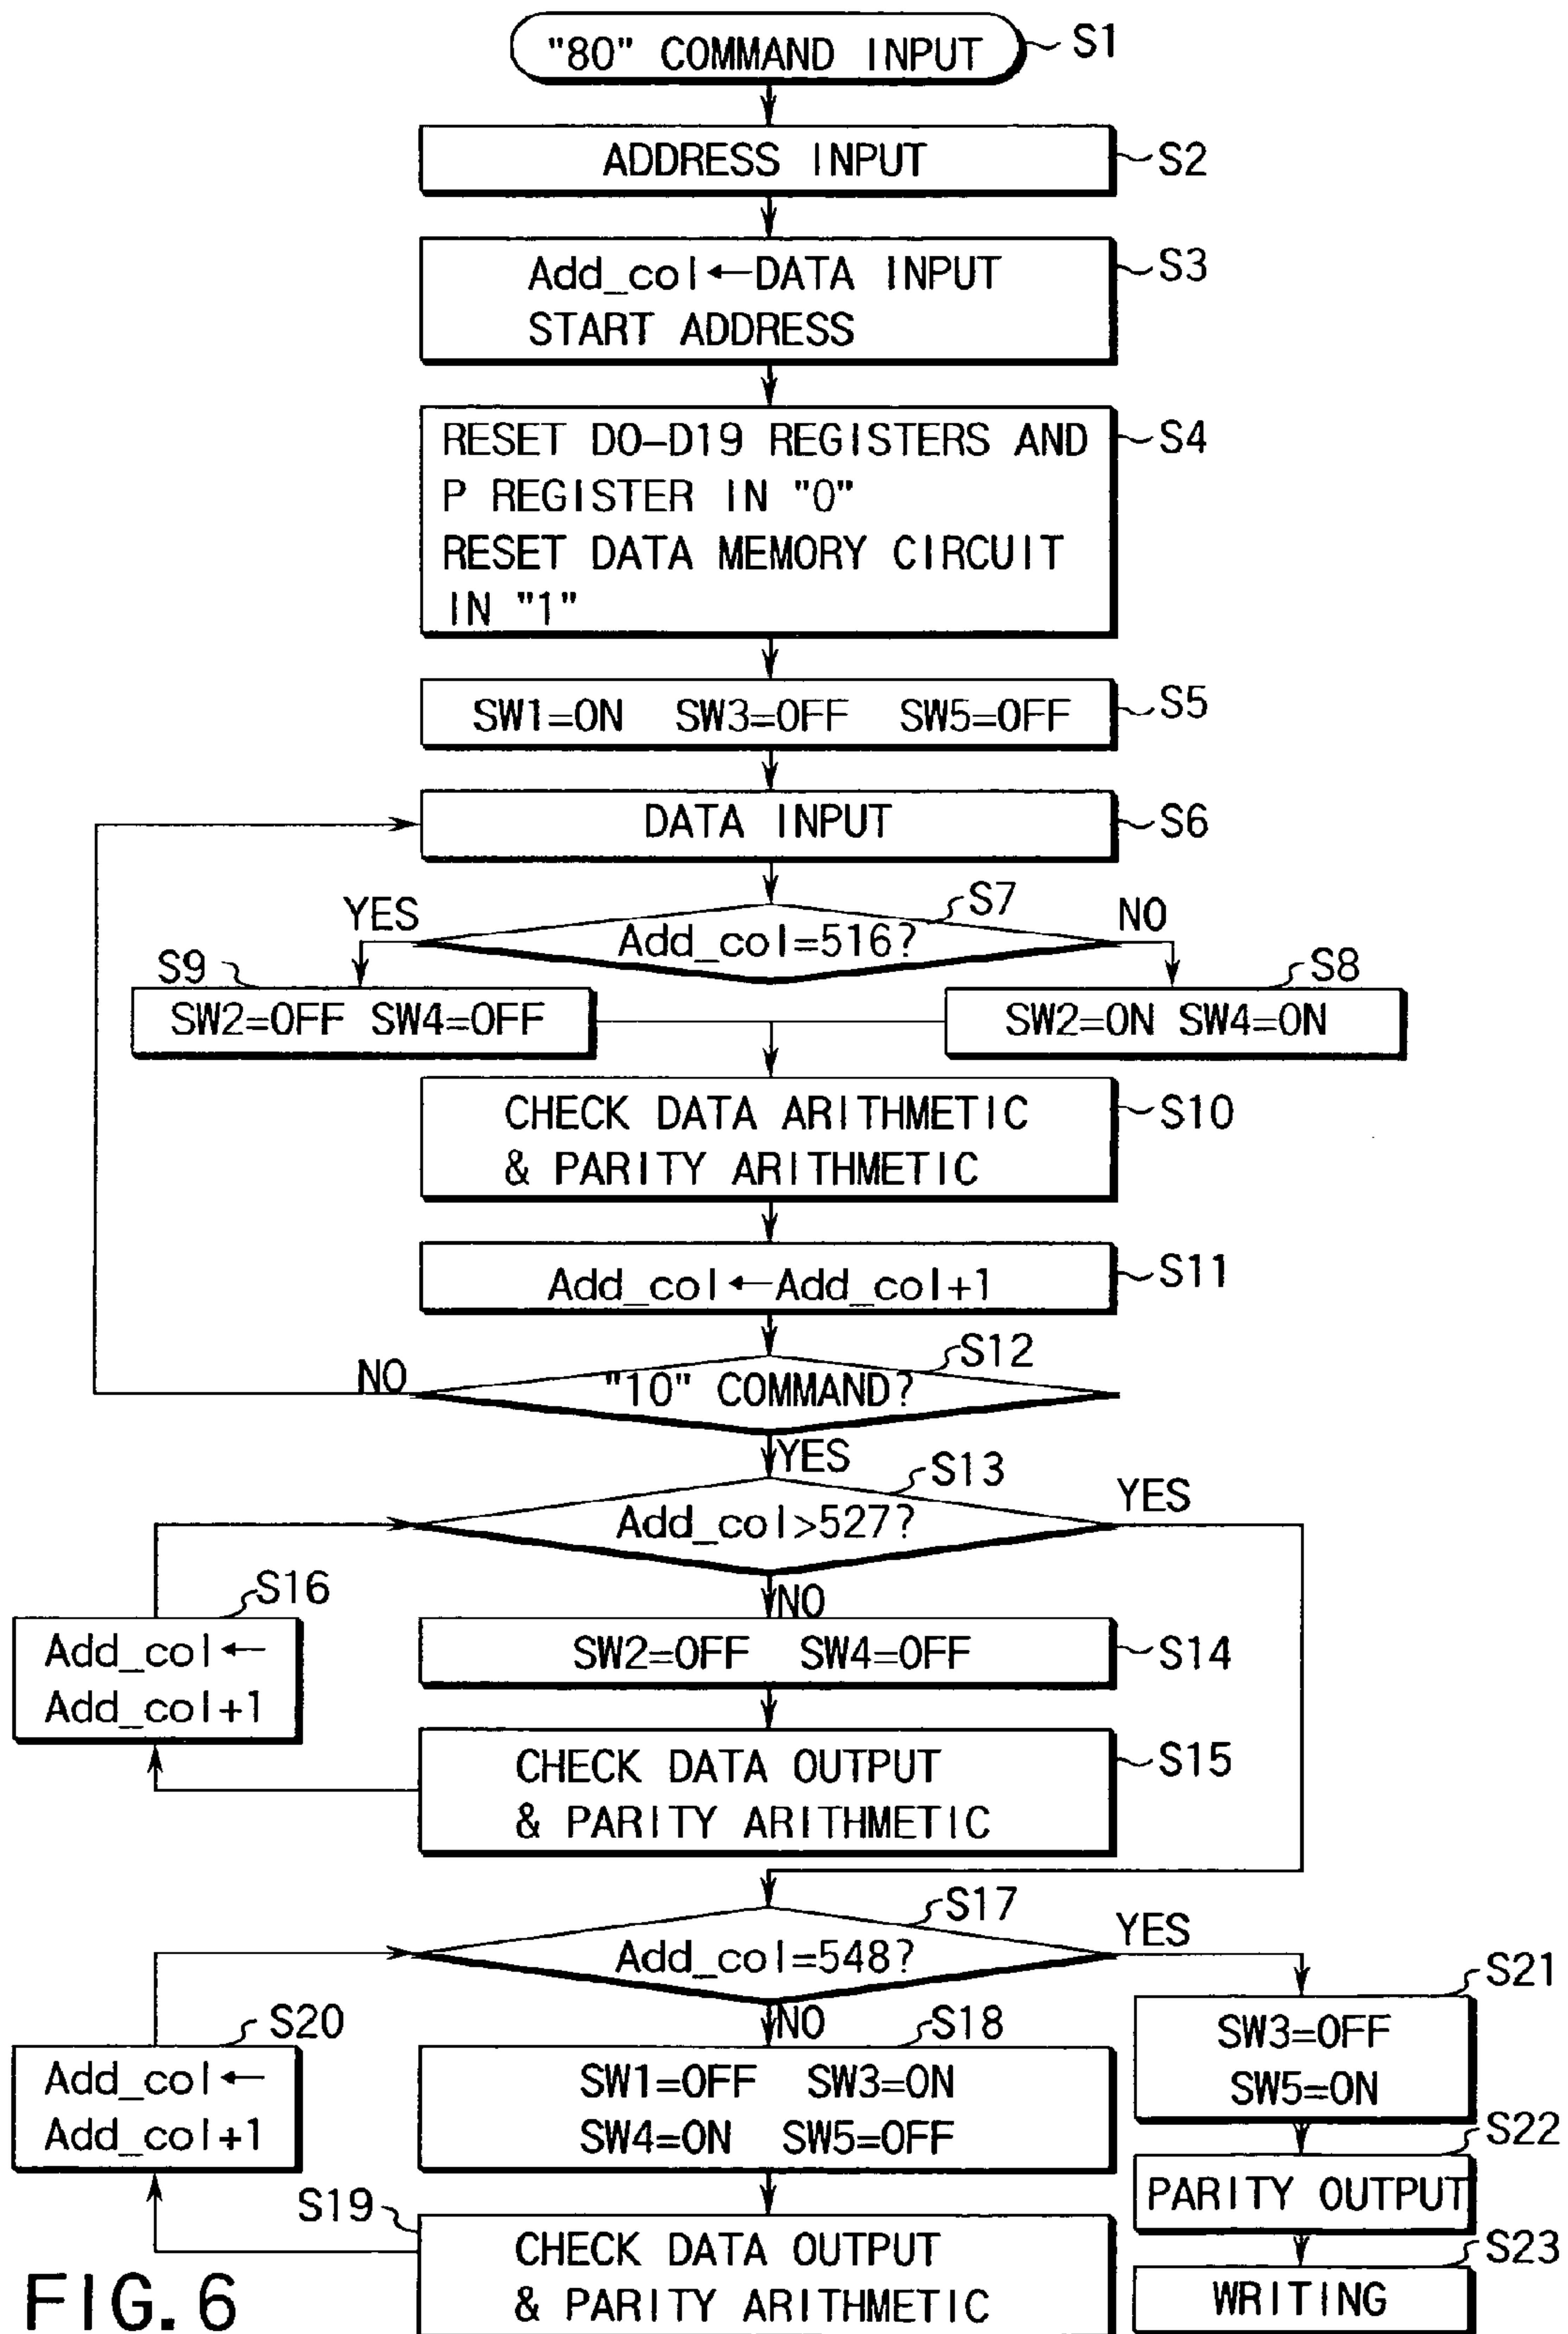 "80" COMMAND INPUT
S1
ADDRESS INPUT
S2
Add_col←DATA INPUT
START ADDRESS
S3
RESET DO-D19 REGISTERS AND
P REGISTER IN "0"
RESET DATA MEMORY CIRCUIT
IN "1"
S4
SW1=ON SW3=OFF SW5=OFF
S5
DATA INPUT
S6
S7
YES
Add_col=516?
NO
S9
SW2=OFF SW4=OFF
S8
SW2=ON SW4=ON
CHECK DATA ARITHMETIC
& PARITY ARITHMETIC
S10
Add_col←Add_col+1
S11
S12
NO
"10" COMMAND?
YES
S13
Add_col>527?
YES
NO
S16
Add_col←
Add_col+1
SW2=OFF SW4=OFF
S14
CHECK DATA OUTPUT
& PARITY ARITHMETIC
S15
S17
Add_col=548?
YES
NO
S20
Add_col←
Add_col+1
S18
SW1=OFF SW3=ON
SW4=ON SW5=OFF
S19
CHECK DATA OUTPUT
& PARITY ARITHMETIC
S21
SW3=OFF
SW5=ON
S22
PARITY OUTPUT
S23
WRITING
FIG. 6